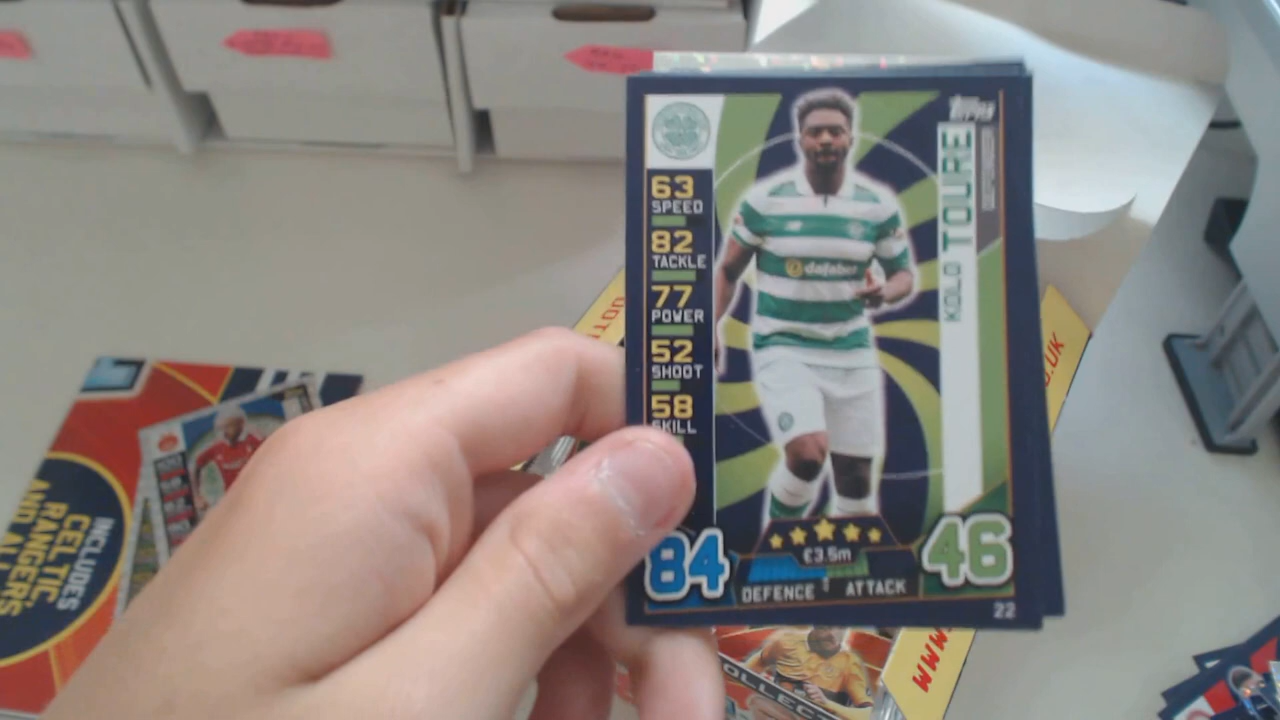 63
SPEED
82
TACKLE
77
POWER
52
SHOOT
58
SKILL
topps
KOLO TOURE
DEFENDER
dafabet
£3.5m
84
DEFENCE
ATTACK
46
22
INCLUDES
CELTIC
RANGERS
AND ALL
WWW.
O.UK
COLLECT